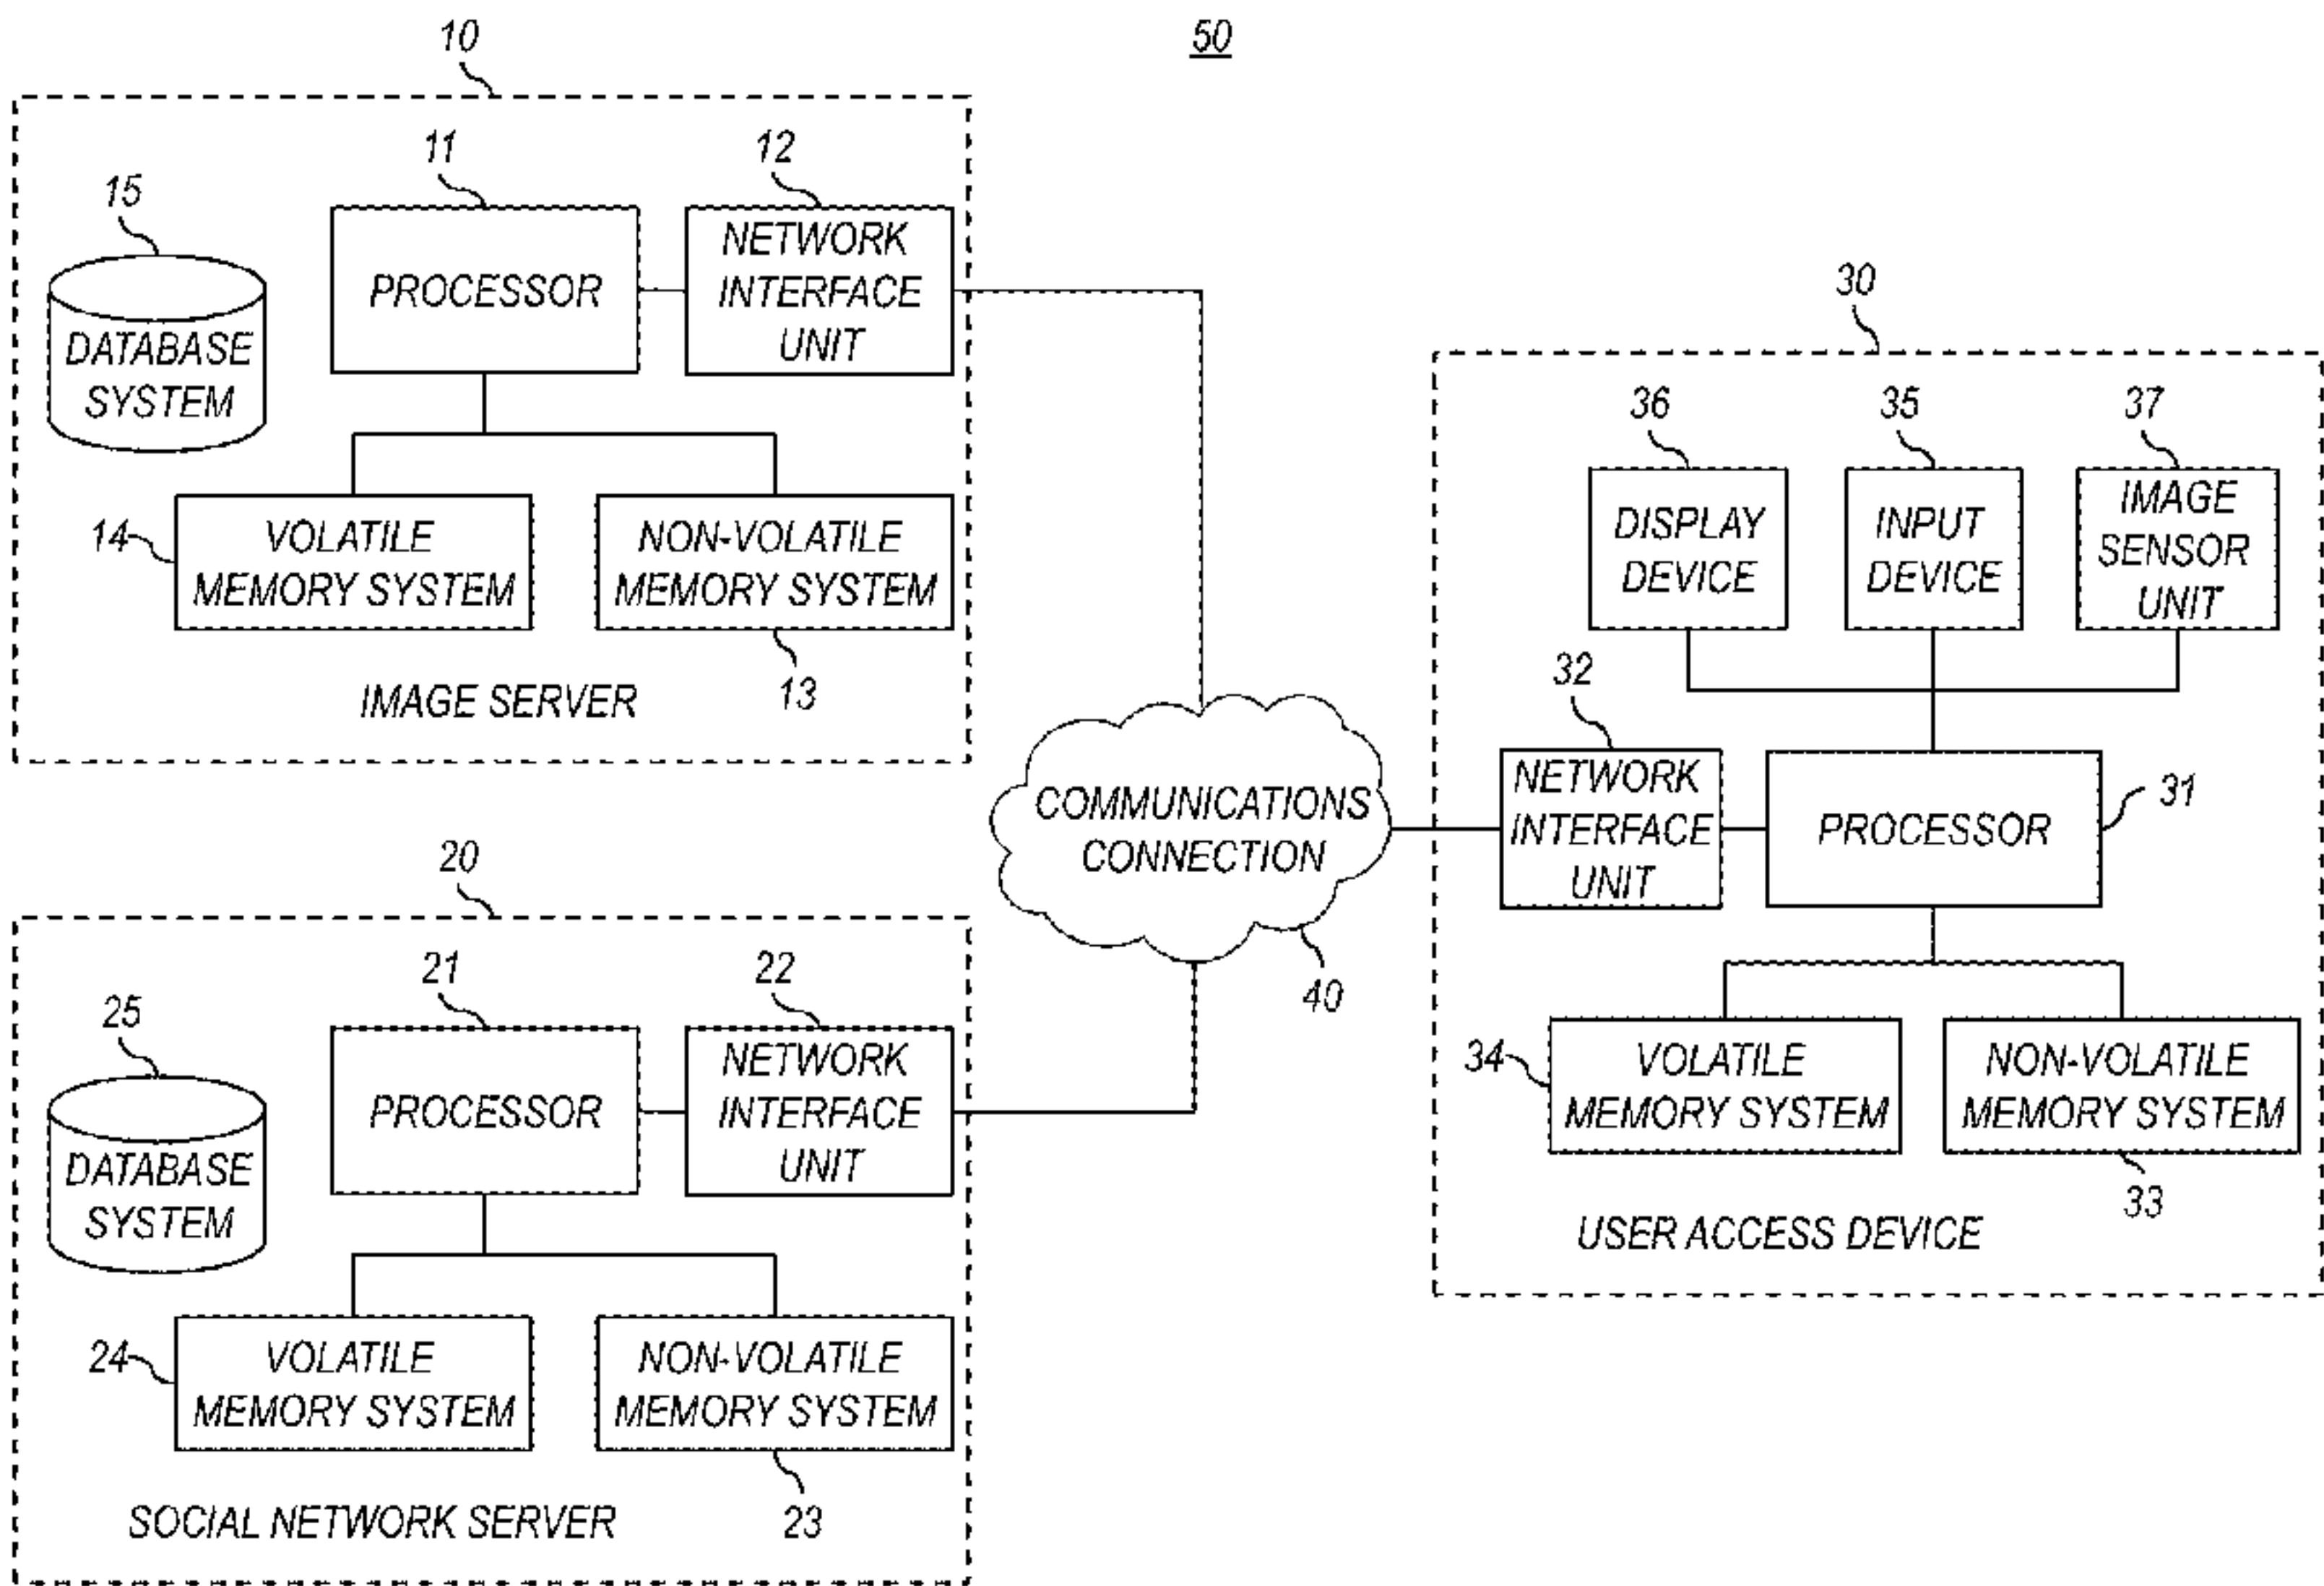 50
10
11
12
15
PROCESSOR
NETWORK
INTERFACE
UNIT
DATABASE
SYSTEM
14
VOLATILE
MEMORY SYSTEM
NON-VOLATILE
MEMORY SYSTEM
13
IMAGE SERVER
20
21
22
25
PROCESSOR
NETWORK
INTERFACE
UNIT
DATABASE
SYSTEM
24
VOLATILE
MEMORY SYSTEM
NON-VOLATILE
MEMORY SYSTEM
23
SOCIAL NETWORK SERVER
COMMUNICATIONS
CONNECTION
40
30
36
35
37
DISPLAY
DEVICE
INPUT
DEVICE
IMAGE
SENSOR
UNIT
32
NETWORK
INTERFACE
UNIT
PROCESSOR
31
34
VOLATILE
MEMORY SYSTEM
NON-VOLATILE
MEMORY SYSTEM
33
USER ACCESS DEVICE